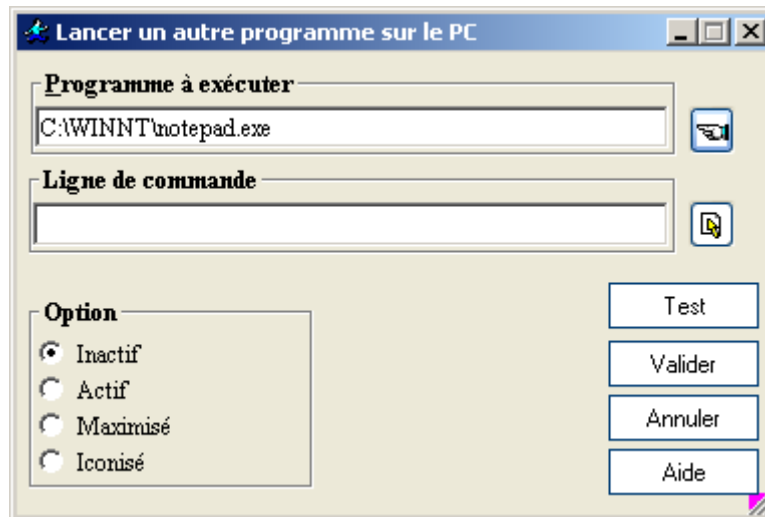 Lancer un autre programme sur le PC
Programme à exécuter
C:\WINNT\notepad.exe
Ligne de commande
Option
Inactif
Actif
Maximisé
Iconisé
Test
Valider
Annuler
Aide